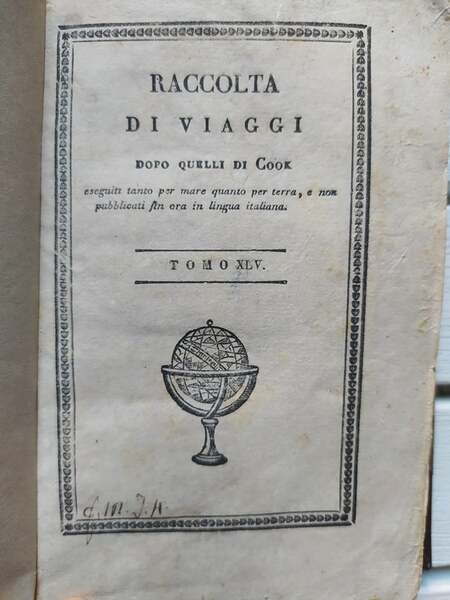 RACCOLTA
DI VIAGGI
DOPO QUELLI DI COOK
eseguiti tanto per mare quanto per terra, e non
pubblicati fin ora in lingua italiana.
TOMO XLV.